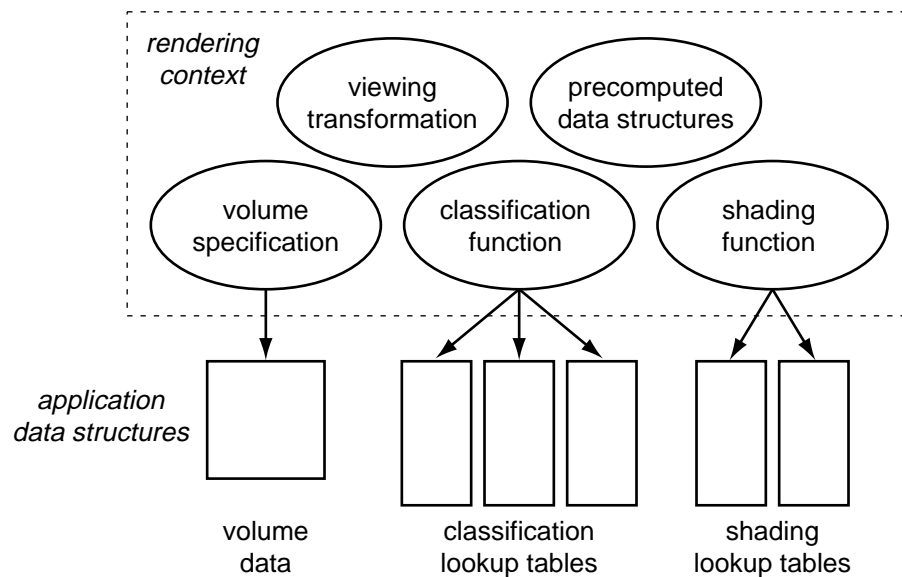 rendering
context
viewing
transformation
precomputed
data structures
volume
specification
classification
function
shading
function
application
data structures
volume
data
classification
lookup tables
shading
lookup tables